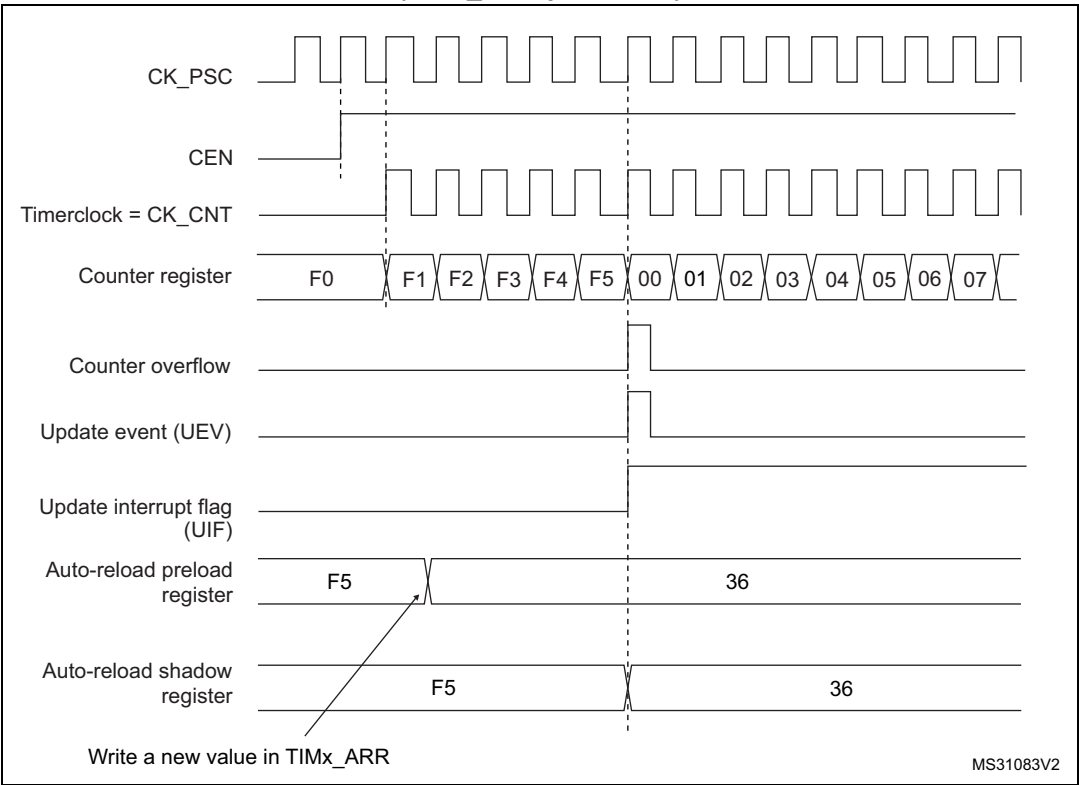 CK_PSC
CEN
Timerclock = CK_CNT
Counter register
F0 F1 F2 F3 F4 F5 00 01 02 03 04 05 06 07
Counter overflow
Update event (UEV)
Update interrupt flag
(UIF)
Auto-reload preload
register
F5 36
Auto-reload shadow
register
F5 36
Write a new value in TIMx_ARR
MS31083V2